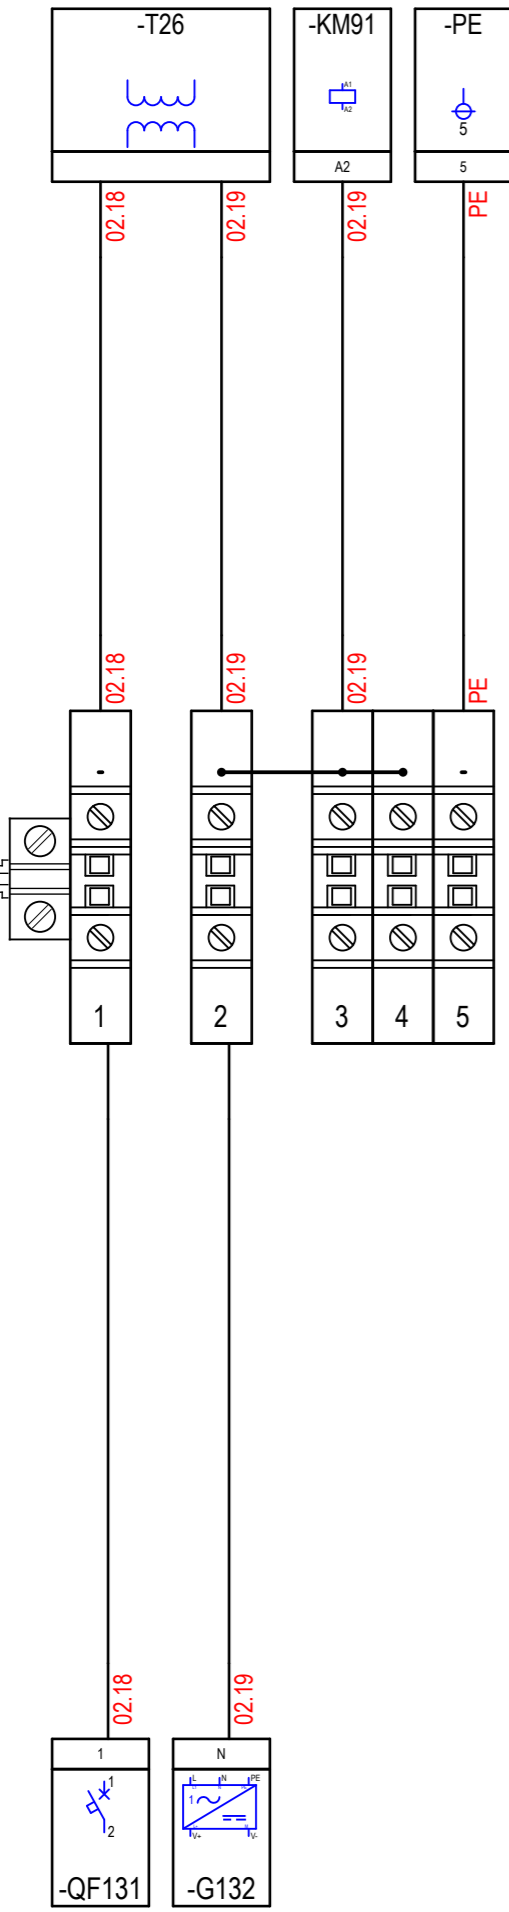 -T26 -KM91 -PE
A1
A2
5
A2 5
02.18 02.19 02.19 PE
02.18 02.19 02.19 PE
- -
1 2 3 4 5
02.18 02.19
1 N
1 L N PE
1
2 V+ V-
-QF131 -G132